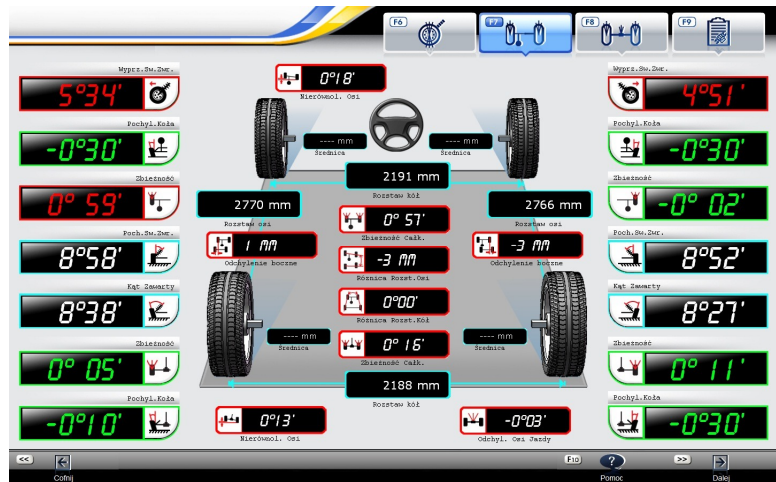 F6
F7
F8
F9
Wyprz.Sw.Zwr.
5°34'
0°18'
Nierównol. Osi
Wyprz.Sw.Zwr.
4°51'
Pochyl.Koła
-0°30'
---- mm
Średnica
---- mm
Średnica
Pochyl.Koła
-0°30'
2191 mm
Rozstaw kół
Zbieżność
0° 59'
2770 mm
Rozstaw osi
0° 57'
Zbieżność Całk.
2766 mm
Rozstaw osi
Zbieżność
-0° 02'
Poch.Sw.Zwr.
8°58'
1 mm
Odchylenie boczne
-3 mm
Różnica Rozst.Osi
-3 mm
Odchylenie boczne
Poch.Sw.Zwr.
8°52'
Kąt Zawarty
8°38'
0°00'
Różnica Rozst.Kół
Kąt Zawarty
8°27'
Zbieżność
0° 05'
---- mm
Średnica
0° 16'
Zbieżność Całk.
---- mm
Średnica
Zbieżność
0° 11'
2188 mm
Rozstaw kół
Pochyl.Koła
-0°10'
0°13'
Nierównol. Osi
-0°03'
Odchyl. Osi Jazdy
Pochyl.Koła
-0°30'
<<
F10
?
>>
Cofnij
Pomoc
Dalej